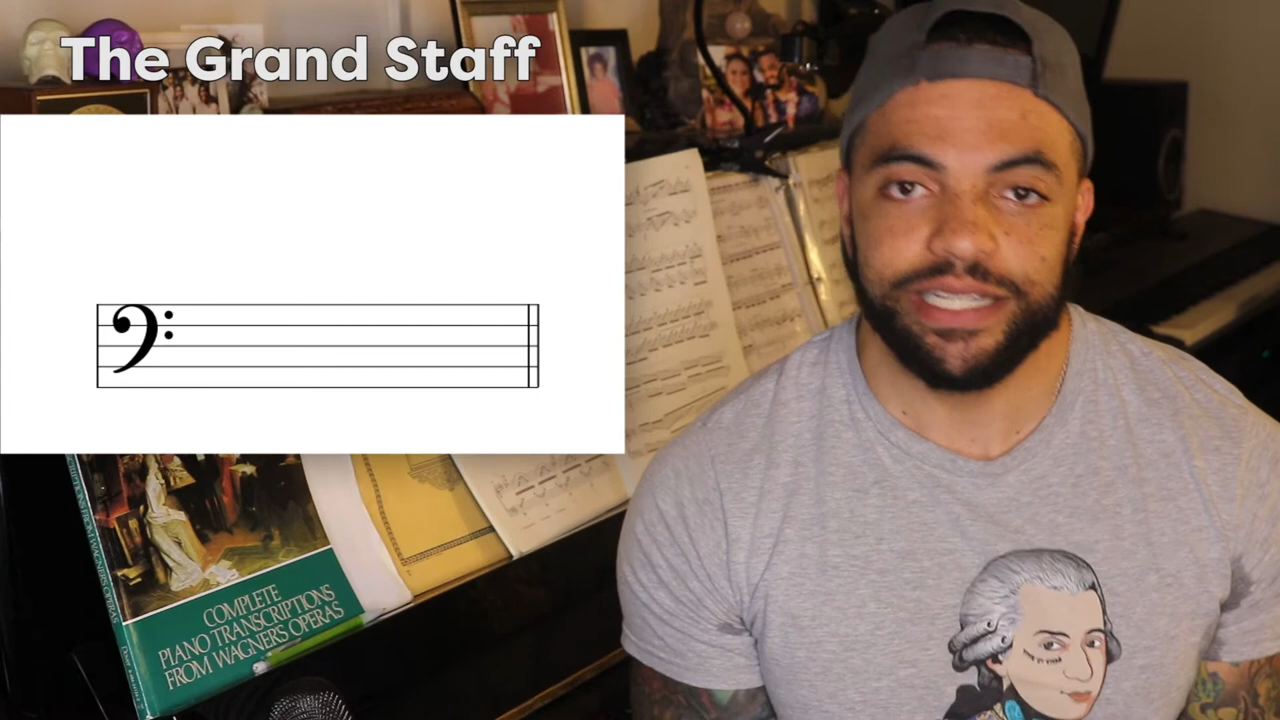 The Grand Staff
COMPLETE
PIANO TRANSCRIPTIONS
FROM WAGNER'S OPERAS